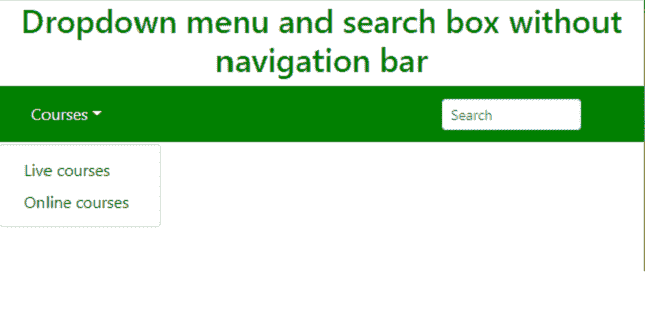 Dropdown menu and search box without
navigation bar
Courses
Search
Live courses
Online courses